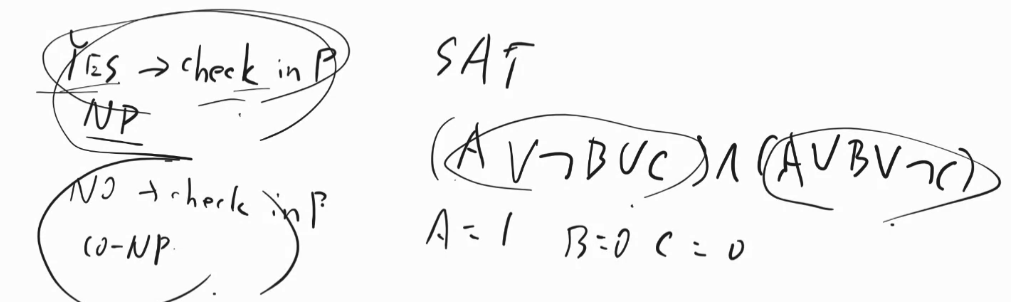 YES → check in P
NP
NO → check in P
CO-NP
SAT
(A ∨ ¬B ∨ C) ∧ (A ∨ B ∨ ¬C)
A = 1 B = 0 C = 0